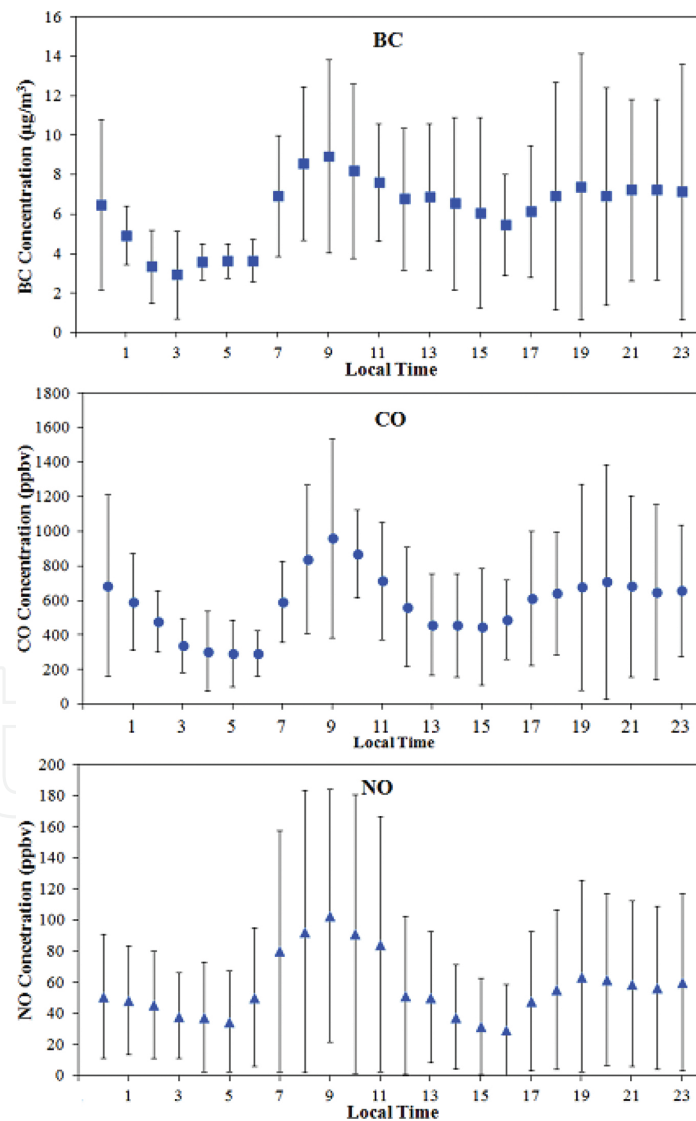 16
BC
14
12
10
8
6
4
2
0
BC Concentration (µg/m³)
1 3 5 7 9 11 13 15 17 19 21 23
Local Time
1800
CO
1600
1400
1200
1000
800
600
400
200
0
CO Concentration (ppbv)
1 3 5 7 9 11 13 15 17 19 21 23
Local Time
200
NO
180
160
140
120
100
80
60
40
20
0
NO Concetration (ppbv)
1 3 5 7 9 11 13 15 17 19 21 23
Local Time